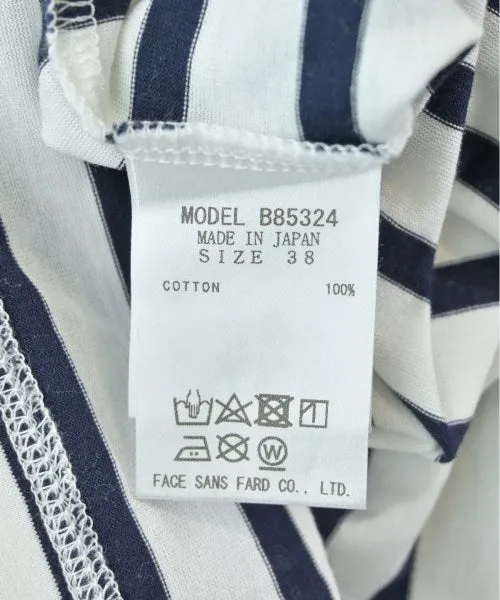 MODEL B85324
MADE IN JAPAN
SIZE 38
COTTON 100%
W
FACE SANS FARD CO., LTD.